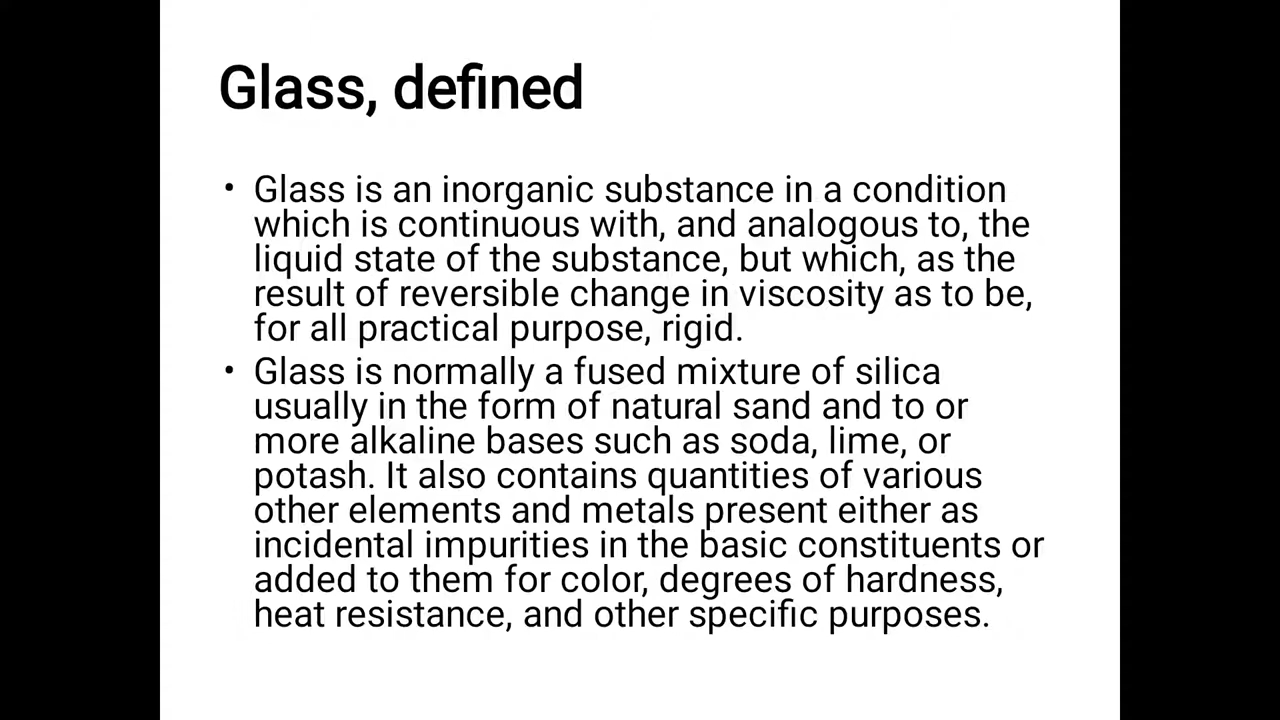 Glass, defined
• Glass is an inorganic substance in a condition
which is continuous with, and analogous to, the
liquid state of the substance, but which, as the
result of reversible change in viscosity as to be,
for all practical purpose, rigid.
• Glass is normally a fused mixture of silica
usually in the form of natural sand and to or
more alkaline bases such as soda, lime, or
potash. It also contains quantities of various
other elements and metals present either as
incidental impurities in the basic constituents or
added to them for color, degrees of hardness,
heat resistance, and other specific purposes.